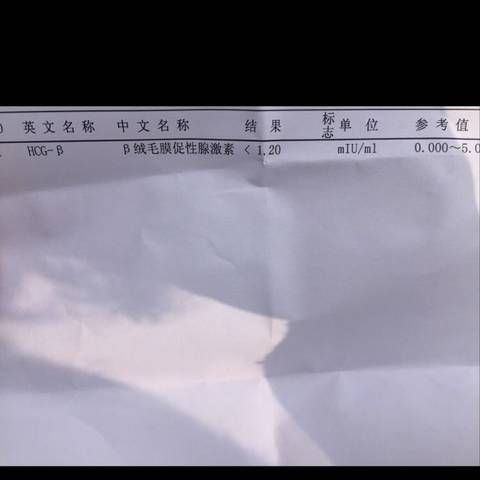 英文名称 中文名称 结果 标志 单位 参考值
HCG-β β绒毛膜促性腺激素 <1.20 mIU/ml 0.000~5.0